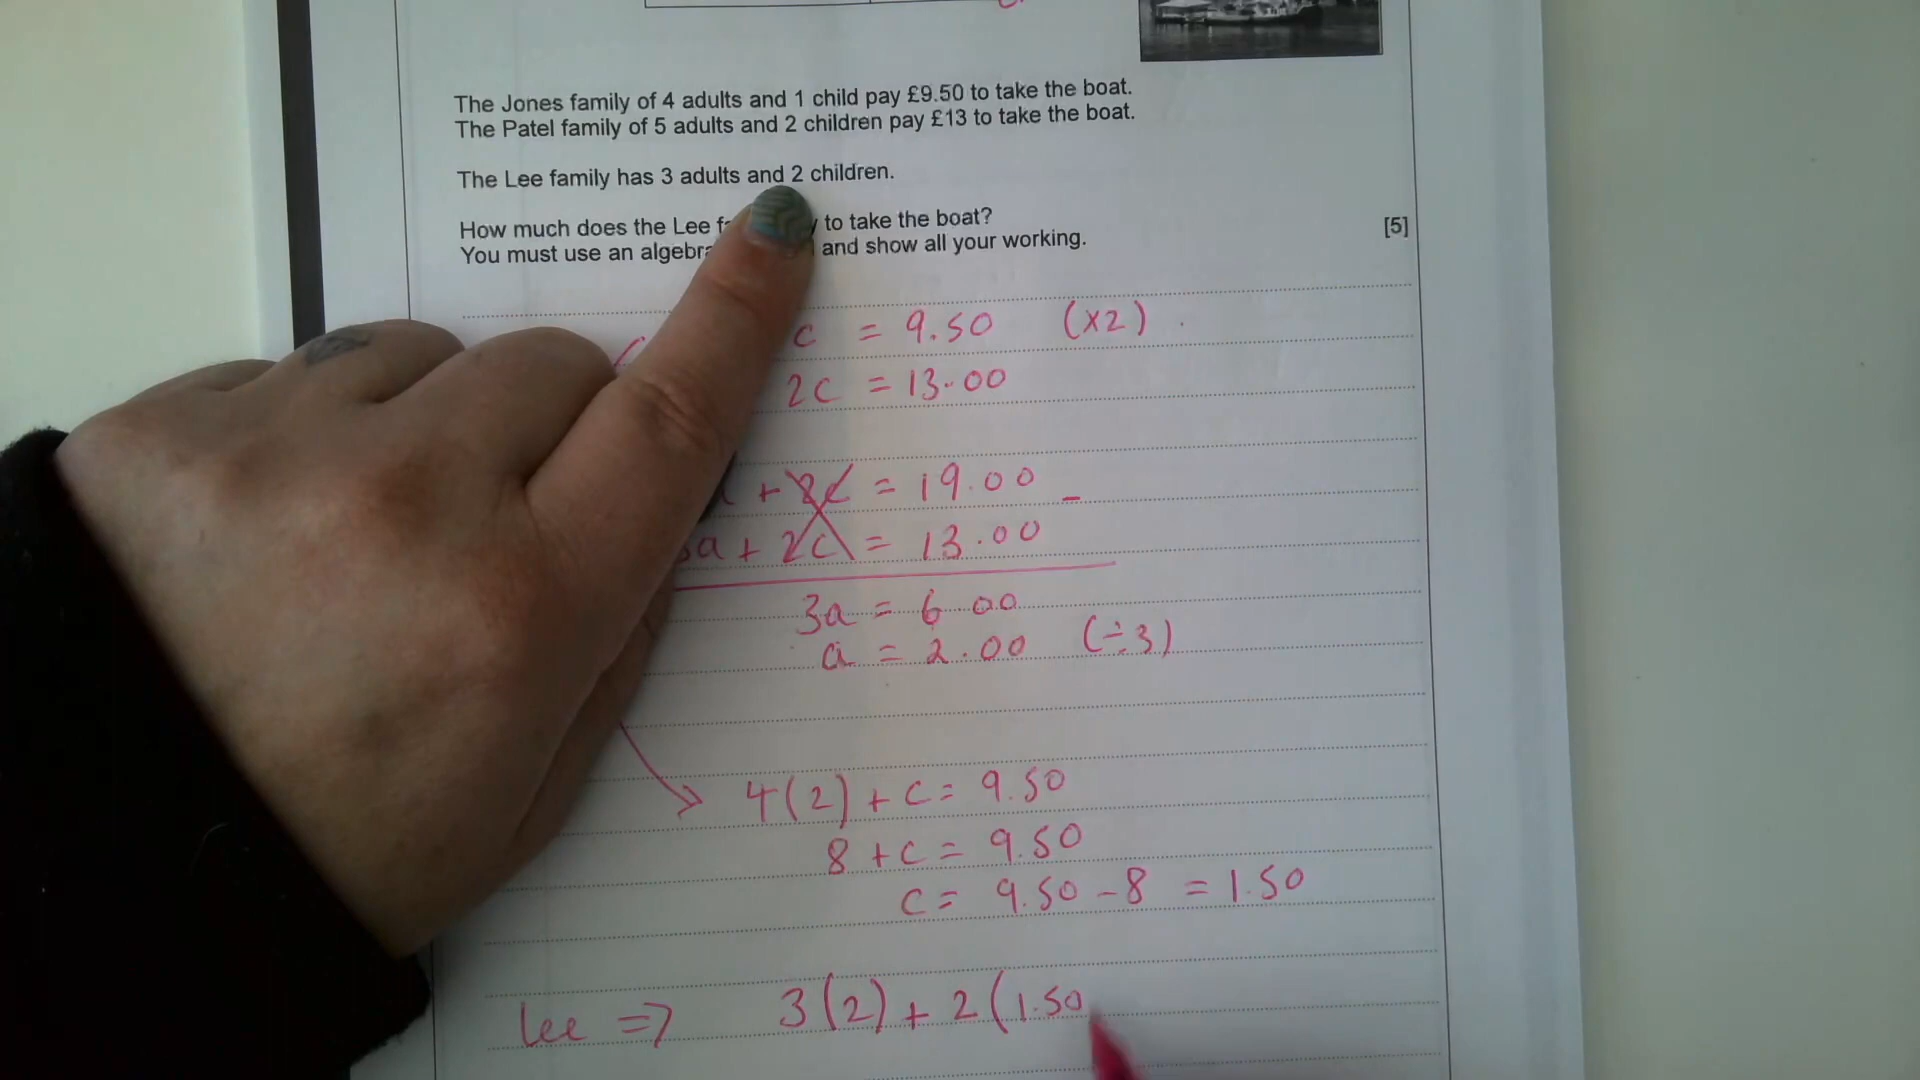 The Jones family of 4 adults and 1 child pay £9.50 to take the boat.
The Patel family of 5 adults and 2 children pay £13 to take the boat.
The Lee family has 3 adults and 2 children.
How much does the Lee to take the boat?
[5]
You must use an and show all your working.
c = 9.50 (×2)
2c = 13.00
+ 2c = 19.00 -
a + 2c = 13.00
3a = 6.00
a = 2.00 (÷3)
4(2) + c = 9.50
8 + c = 9.50
c = 9.50 - 8 = 1.50
Lee => 3(2) + 2(1.50